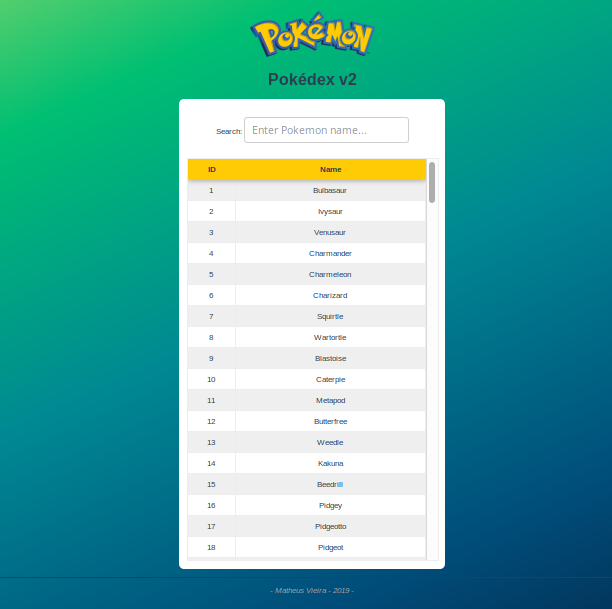 POKéMON
Pokédex v2
Search: Enter Pokemon name...
ID Name
1 Bulbasaur
2 Ivysaur
3 Venusaur
4 Charmander
5 Charmeleon
6 Charizard
7 Squirtle
8 Wartortle
9 Blastoise
10 Caterpie
11 Metapod
12 Butterfree
13 Weedle
14 Kakuna
15 Beedrill
16 Pidgey
17 Pidgeotto
18 Pidgeot
- Matheus Vieira - 2019 -